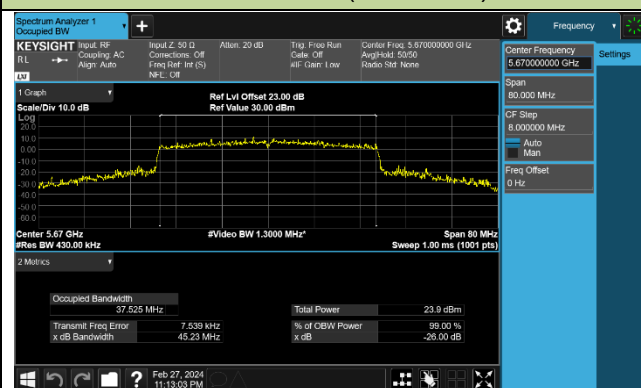 Spectrum Analyzer 1
Occupied BW
Frequency
KEYSIGHT
RL
LXI
Input: RF
Coupling: AC
Align: Auto
Input Z: 50 Ω
Corrections: Off
Freq Ref: Int (S)
NFE: Off
Atten: 20 dB
Trig: Free Run
Gate: Off
#IF Gain: Low
Center Freq: 5.670000000 GHz
Avg|Hold: 50/50
Radio Std: None
Center Frequency
5.670000000 GHz
Settings
Span
80.000 MHz
CF Step
8.000000 MHz
Auto
Man
Freq Offset
0 Hz
1 Graph
Scale/Div 10.0 dB
Ref Lvl Offset 23.00 dB
Ref Value 30.00 dBm
Log
20.0
10.0
0.00
-10.0
-20.0
-30.0
-40.0
-50.0
-60.0
Center 5.67 GHz
#Res BW 430.00 kHz
#Video BW 1.3000 MHz*
Span 80 MHz
Sweep 1.00 ms (1001 pts)
2 Metrics
Occupied Bandwidth
37.525 MHz
Total Power 23.9 dBm
Transmit Freq Error 7.539 kHz
% of OBW Power 99.00 %
x dB Bandwidth 45.23 MHz
x dB -26.00 dB
?
Feb 27, 2024
11:13:03 PM